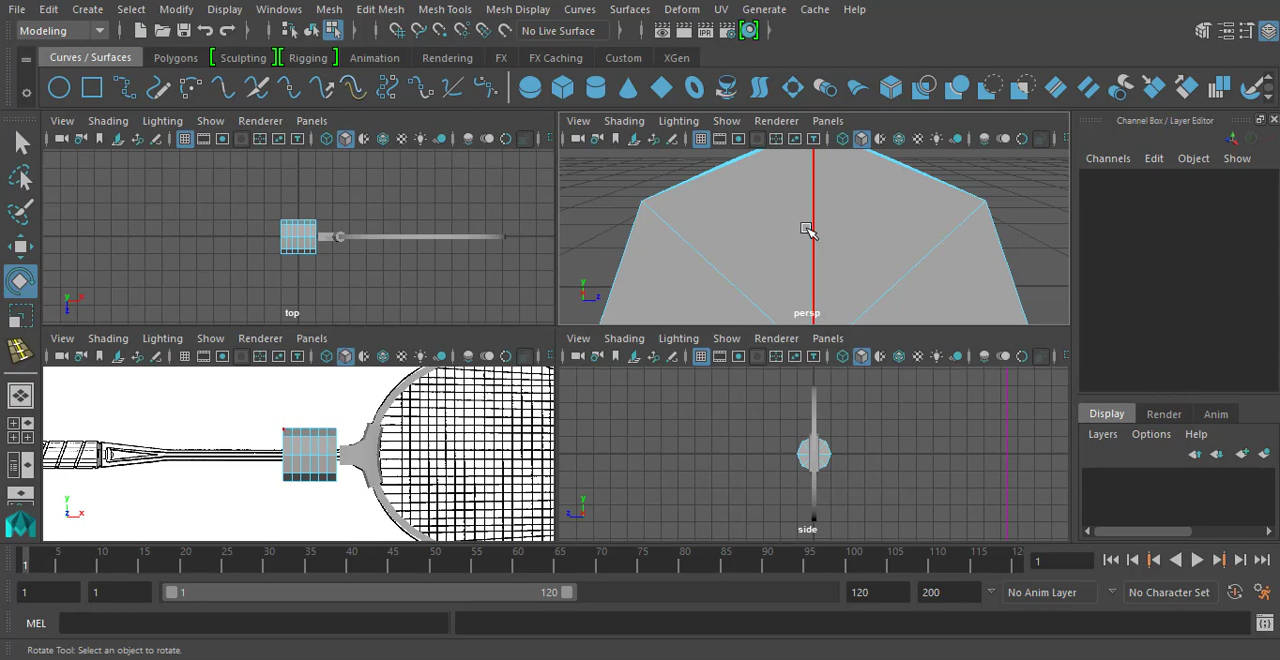 File Edit Create Select Modify Display Windows Mesh Edit Mesh Mesh Tools Mesh Display Curves Surfaces Deform UV Generate Cache Help
Modeling No Live Surface
Curves / Surfaces Polygons Sculpting Rigging Animation Rendering FX FX Caching Custom XGen
View Shading Lighting Show Renderer Panels
View Shading Lighting Show Renderer Panels
Channel Box / Layer Editor
Channels Edit Object Show
y
x
z
top
y
z
persp
View Shading Lighting Show Renderer Panels
View Shading Lighting Show Renderer Panels
Display Render Anim
Layers Options Help
y
z x
y
z
side
5 10 15 20 25 30 35 40 45 50 55 60 65 70 75 80 85 90 95 100 105 110 115 12
1 1
1 1 1 120 120 200 No Anim Layer No Character Set
MEL
Rotate Tool: Select an object to rotate.